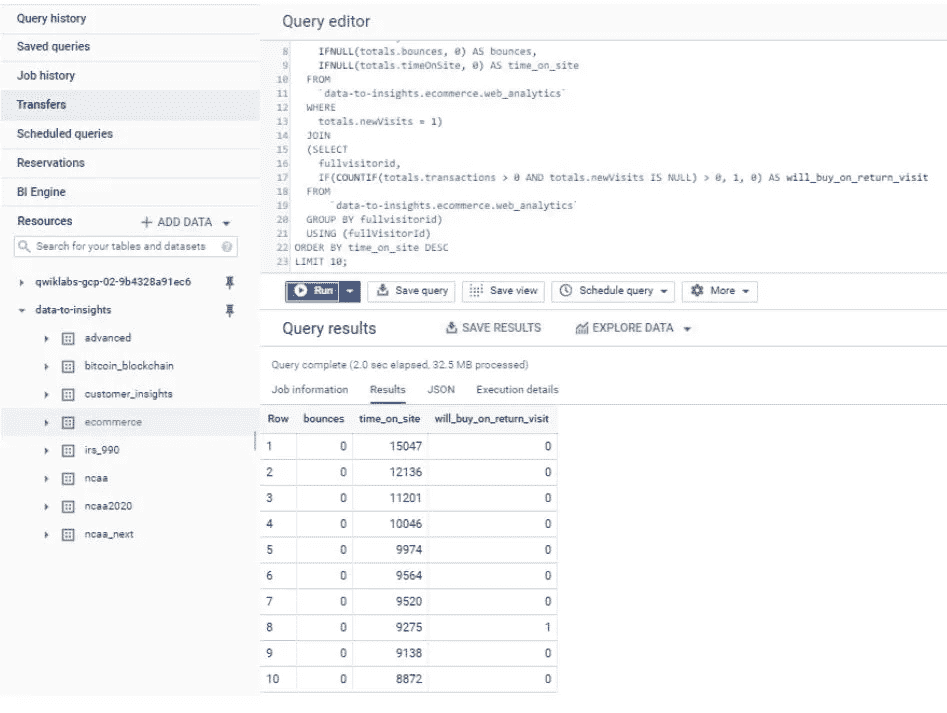 Query history
Saved queries
Job history
Transfers
Scheduled queries
Reservations
BI Engine
Resources + ADD DATA
Search for your tables and datasets
qwiklabs-gcp-02-9b4328a91ec6
data-to-insights
advanced
bitcoin_blockchain
customer_insights
ecommerce
irs_990
ncaa
ncaa2020
ncaa_next
Query editor
8 IFNULL(totals.bounces, 0) AS bounces,
9 IFNULL(totals.timeOnSite, 0) AS time_on_site
10 FROM
11 `data-to-insights.ecommerce.web_analytics`
12 WHERE
13 totals.newVisits = 1)
14 JOIN
15 (SELECT
16 fullvisitorid,
17 IF(COUNTIF(totals.transactions > 0 AND totals.newVisits IS NULL) > 0, 1, 0) AS will_buy_on_return_visit
18 FROM
19 `data-to-insights.ecommerce.web_analytics`
20 GROUP BY fullvisitorid)
21 USING (fullVisitorId)
22 ORDER BY time_on_site DESC
23 LIMIT 10;
Run Save query Save view Schedule query More
Query results SAVE RESULTS EXPLORE DATA
Query complete (2.0 sec elapsed, 32.5 MB processed)
Job information Results JSON Execution details
Row bounces time_on_site will_buy_on_return_visit
1 0 15047 0
2 0 12136 0
3 0 11201 0
4 0 10046 0
5 0 9974 0
6 0 9564 0
7 0 9520 0
8 0 9275 1
9 0 9138 0
10 0 8872 0